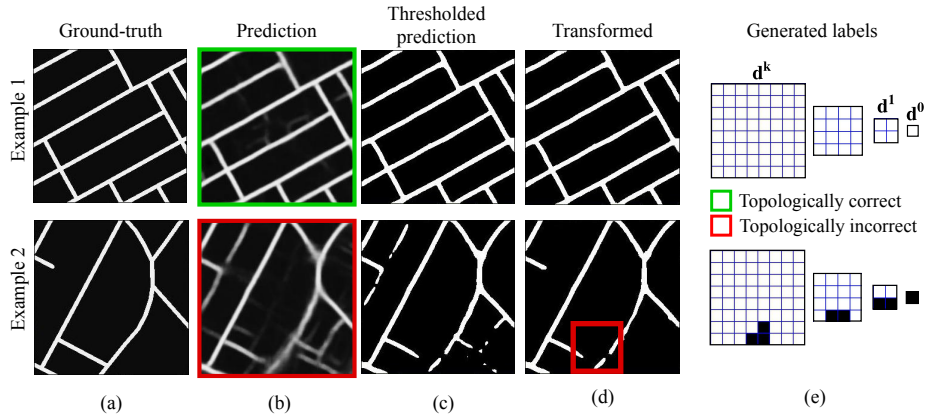 Ground-truth
Prediction
Thresholded
prediction
Transformed
Generated labels
Example 1
d^k
d^1
d^0
Topologically correct
Topologically incorrect
Example 2
(a)
(b)
(c)
(d)
(e)